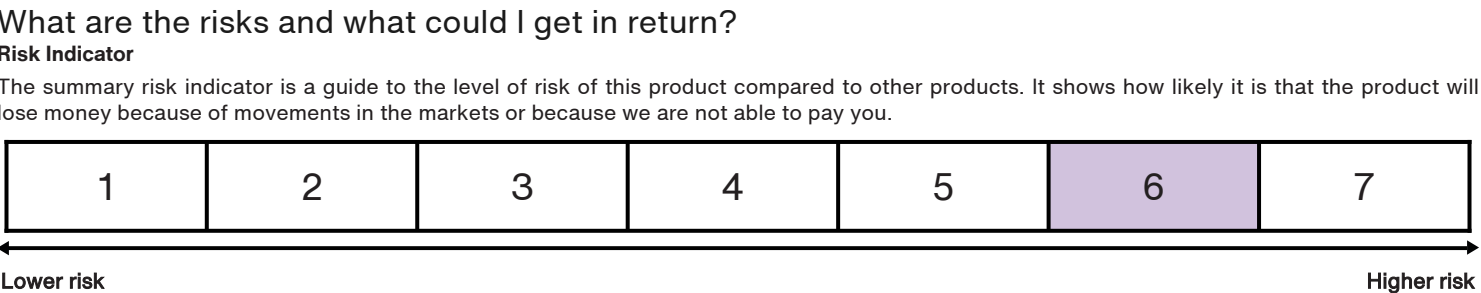 What are the risks and what could I get in return?
Risk Indicator
The summary risk indicator is a guide to the level of risk of this product compared to other products. It shows how likely it is that the product will
lose money because of movements in the markets or because we are not able to pay you.
1 2 3 4 5 6 7
Lower risk Higher risk